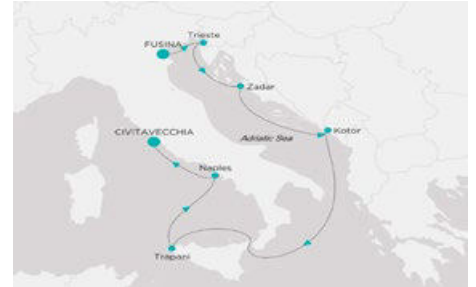 Trieste
FUSINA
Zadar
Kotor
CIVITAVECCHIA
Adriatic Sea
Naples
Trapani